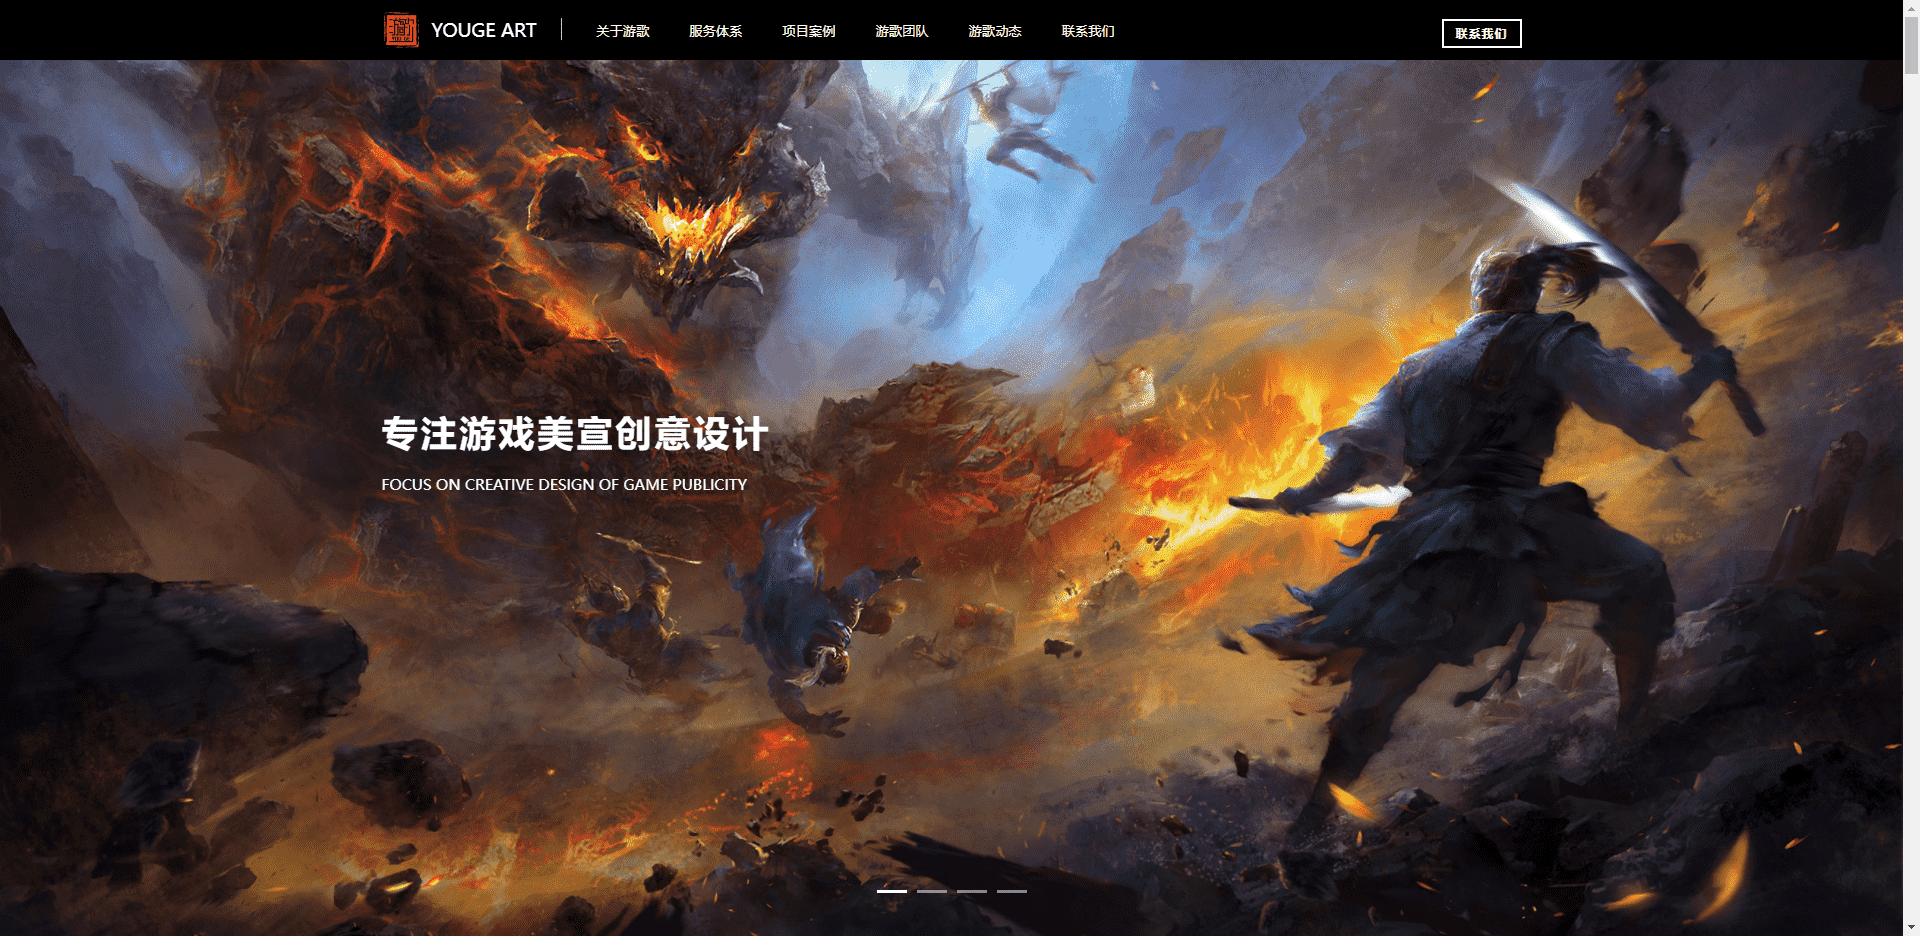 YOUGE ART
关于游歌
服务体系
项目案例
游歌团队
游歌动态
联系我们
联系我们
专注游戏美宣创意设计
FOCUS ON CREATIVE DESIGN OF GAME PUBLICITY